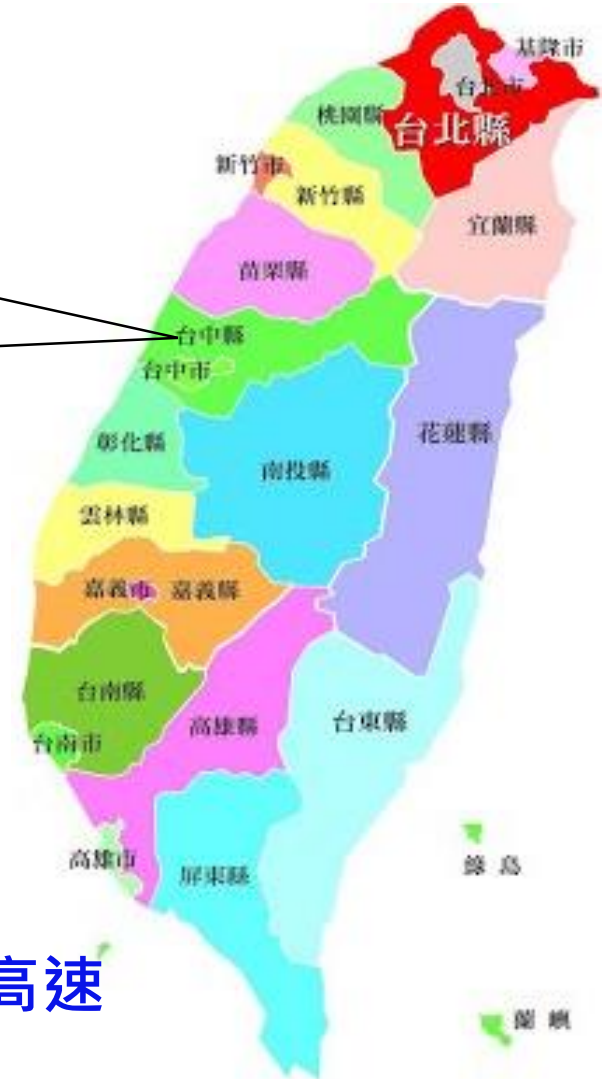 基隆市
台北市
桃園縣
台北縣
新竹市
新竹縣
宜蘭縣
苗栗縣
台中縣
台中市
花蓮縣
彰化縣
南投縣
雲林縣
嘉義市
嘉義縣
台南縣
台東縣
高雄縣
台南市
高雄市
屏東縣
綠島
高速
蘭嶼